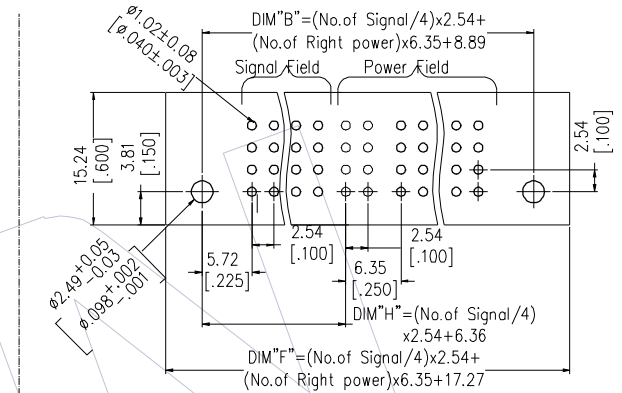 DIM"B"=(No.of Signal/4)x2.54+
(No.of Right power)x6.35+8.89
ø1.02±0.08
[ø.040±.003]
Signal Field
Power Field
15.24
[.600]
3.81
[.150]
2.54
[.100]
2.54
[.100]
2.54
[.100]
5.72
[.225]
6.35
[.250]
ø2.49+0.05
-0.03
[ø.098+.002
-.001]
DIM"H"=(No.of Signal/4)
x2.54+6.36
DIM"F"=(No.of Signal/4)x2.54+
(No.of Right power)x6.35+17.27